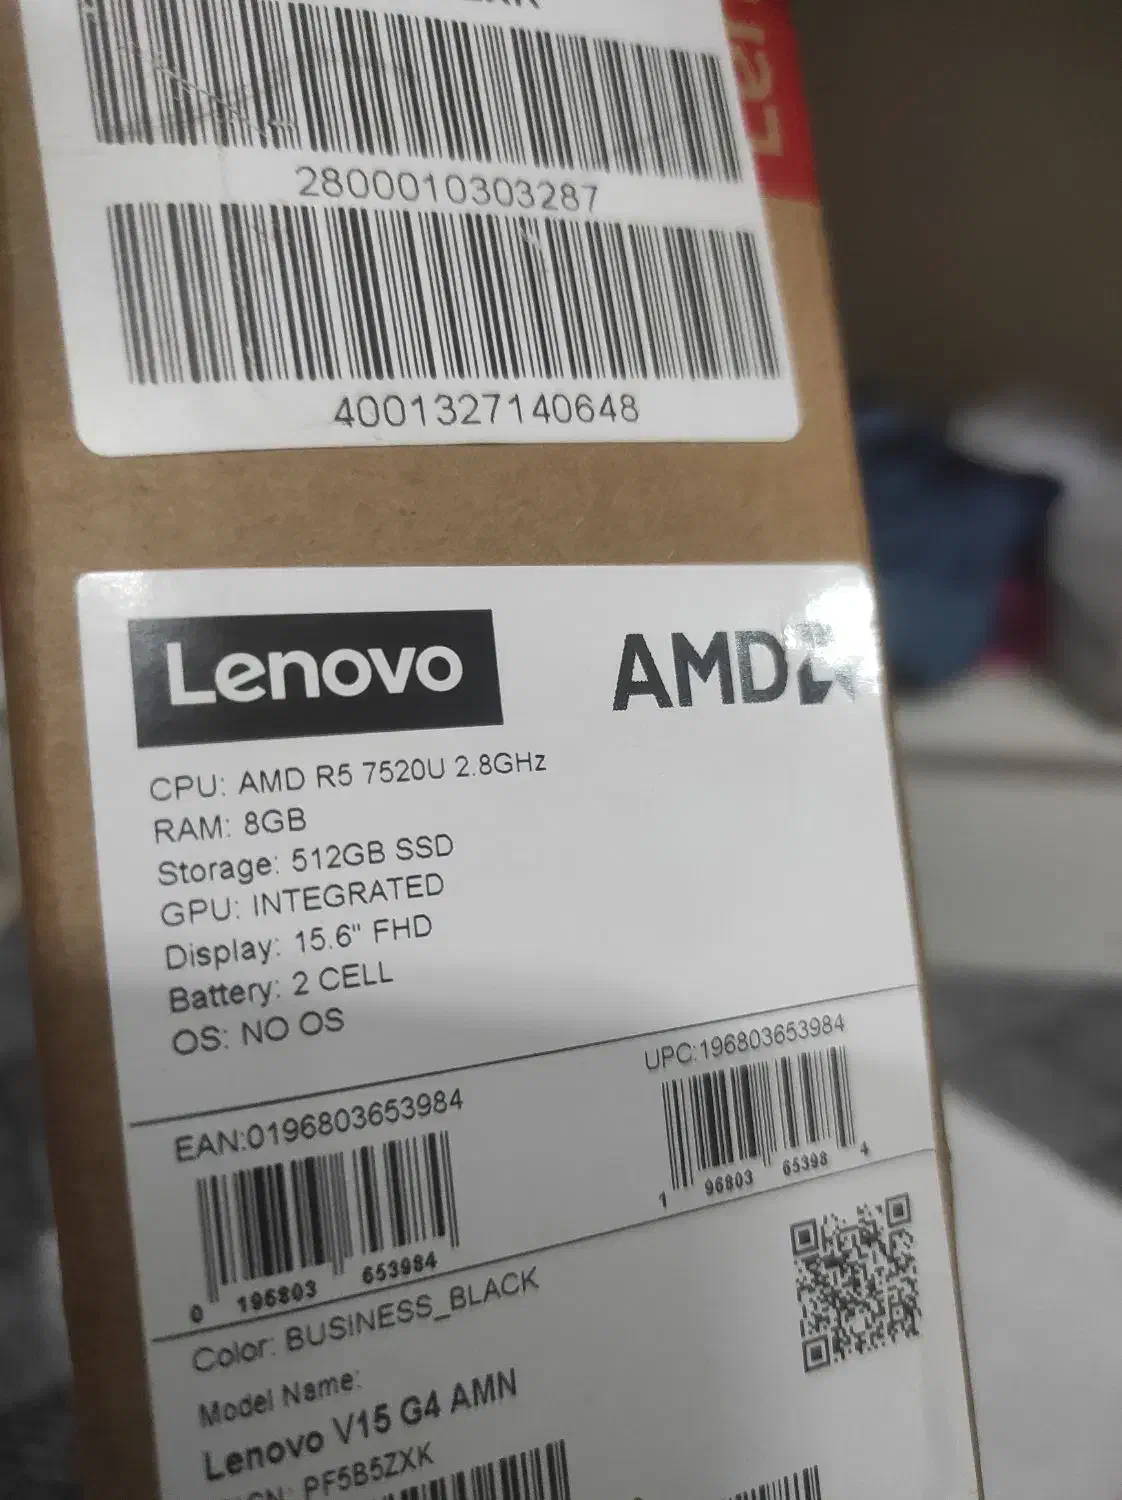 2800010303287
4001327140648
Lenovo
AMD
CPU: AMD R5 7520U 2.8GHz
RAM: 8GB
Storage: 512GB SSD
GPU: INTEGRATED
Display: 15.6" FHD
Battery: 2 CELL
OS: NO OS
UPC:196803653984
1 96803 65398 4
EAN:0196803653984
0 196803 653984
Color: BUSINESS_BLACK
Model Name:
Lenovo V15 G4 AMN
PF5B5ZXK